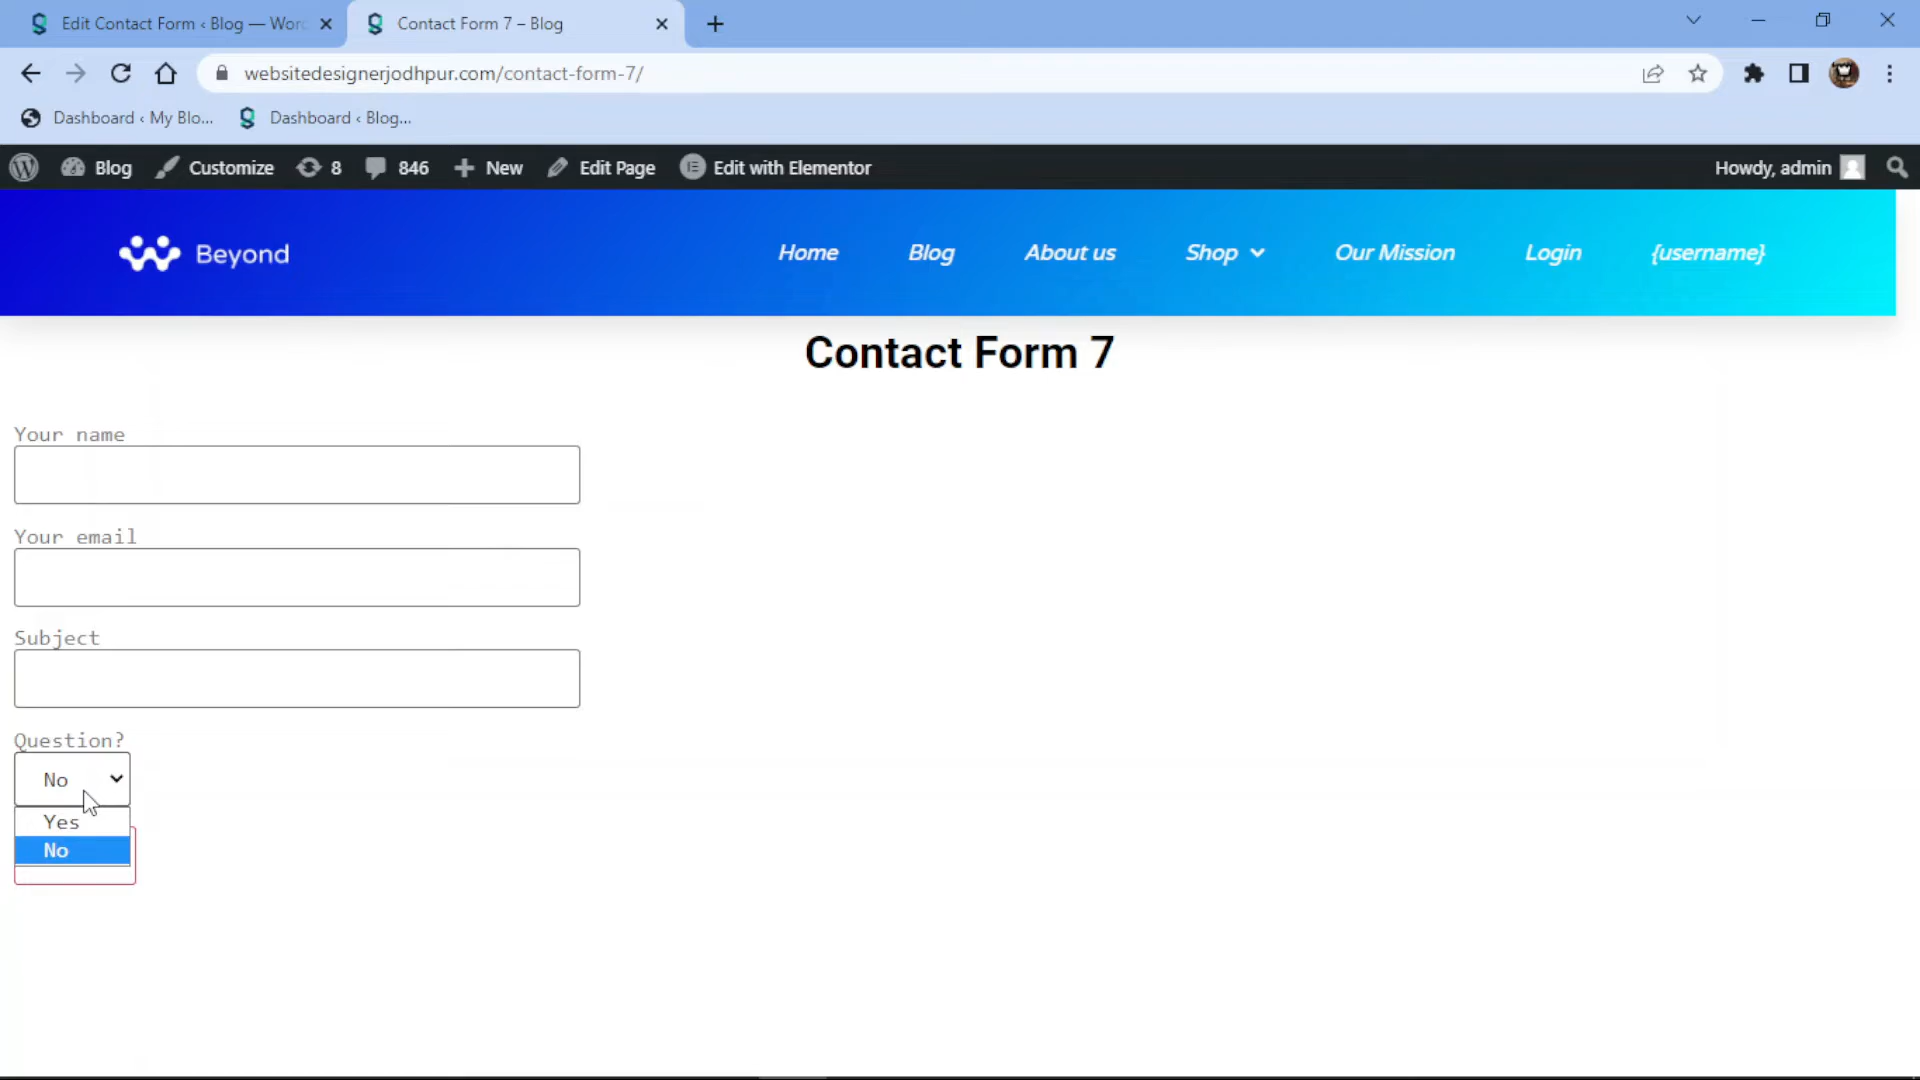 Edit Contact Form ‹ Blog — Word
Contact Form 7 – Blog
websitedesignerjodhpur.com/contact-form-7/
Dashboard ‹ My Blo...
Dashboard ‹ Blog...
Blog
Customize
8
846
New
Edit Page
Edit with Elementor
Howdy, admin
Beyond
Home
Blog
About us
Shop
Our Mission
Login
{username}
Contact Form 7
Your name
Your email
Subject
Question?
No
Yes
No